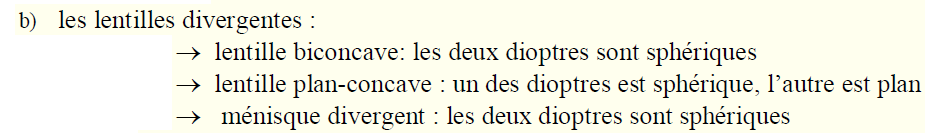 b) les lentilles divergentes :
→ lentille biconcave: les deux dioptres sont sphériques
→ lentille plan-concave : un des dioptres est sphérique, l’autre est plan
→ ménisque divergent : les deux dioptres sont sphériques